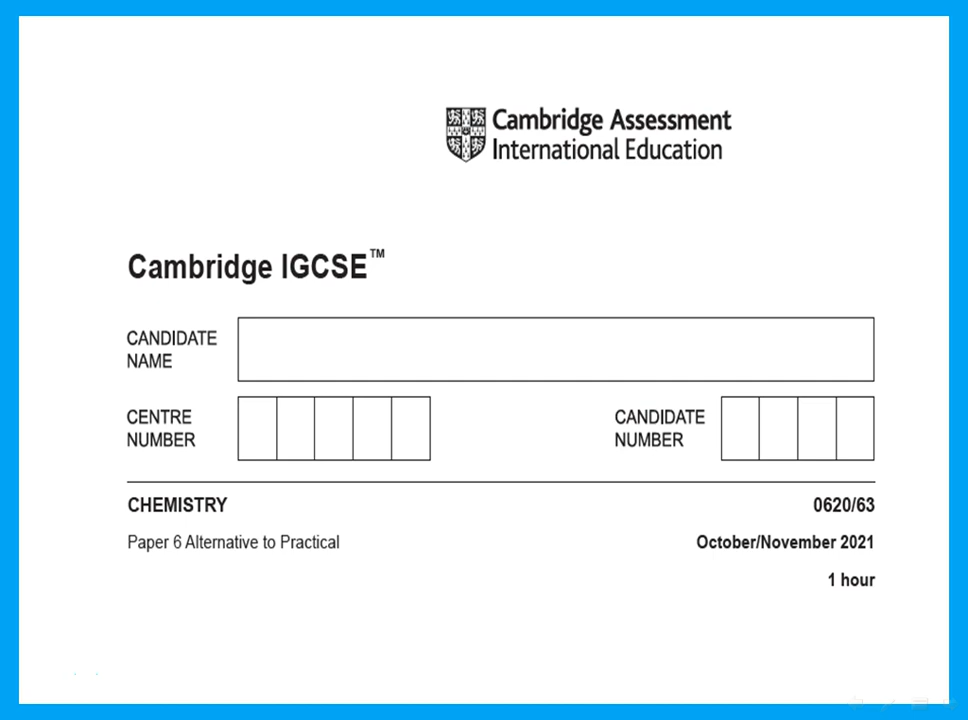 Cambridge Assessment
International Education
Cambridge IGCSE™
CANDIDATE
NAME
CENTRE
NUMBER
CANDIDATE
NUMBER
CHEMISTRY 0620/63
Paper 6 Alternative to Practical October/November 2021
1 hour